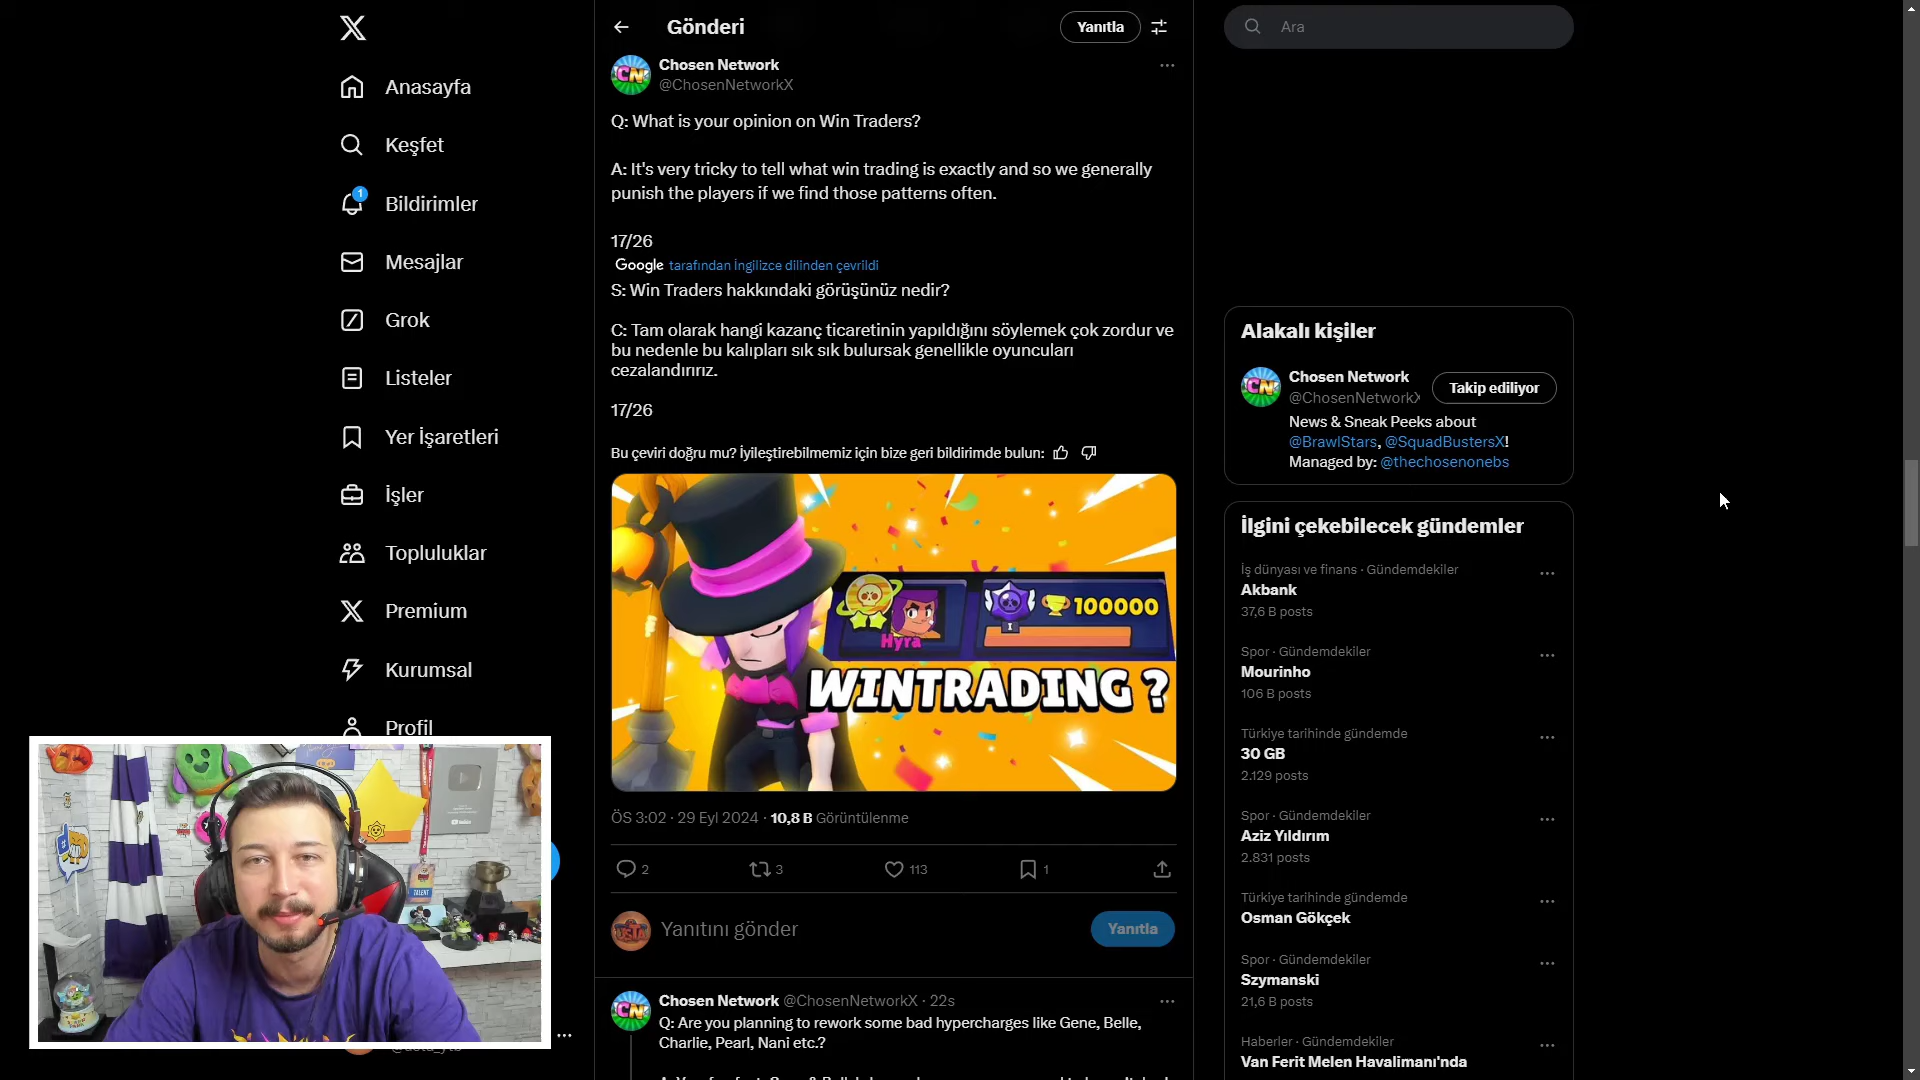 Anasayfa
Keşfet
1
Bildirimler
Mesajlar
Grok
Listeler
Yer İşaretleri
İşler
Topluluklar
Premium
Kurumsal
Profil
Gönderi
Yanıtla
Chosen Network
@ChosenNetworkX
Q: What is your opinion on Win Traders?
A: It's very tricky to tell what win trading is exactly and so we generally
punish the players if we find those patterns often.
17/26
Google tarafından İngilizce dilinden çevrildi
S: Win Traders hakkındaki görüşünüz nedir?
C: Tam olarak hangi kazanç ticaretinin yapıldığını söylemek çok zordur ve
bu nedenle bu kalıpları sık sık bulursak genellikle oyuncuları
cezalandırırız.
17/26
Bu çeviri doğru mu? İyileştirebilmemiz için bize geri bildirimde bulun:
Hyra
I
100000
WINTRADING ?
ÖS 3:02 · 29 Eyl 2024 · 10,8 B Görüntülenme
2
3
113
1
Yanıtını gönder
Yanıtla
Chosen Network @ChosenNetworkX · 22s
Q: Are you planning to rework some bad hypercharges like Gene, Belle,
Charlie, Pearl, Nani etc.?
Ara
Alakalı kişiler
CN
Chosen Network
@ChosenNetworkX
Takip ediliyor
News & Sneak Peeks about
@BrawlStars, @SquadBustersX!
Managed by: @thechosenonebs
İlgini çekebilecek gündemler
İş dünyası ve finans · Gündemdekiler
Akbank
37,6 B posts
Spor · Gündemdekiler
Mourinho
106 B posts
Türkiye tarihinde gündemde
30 GB
2.129 posts
Spor · Gündemdekiler
Aziz Yıldırım
2.831 posts
Türkiye tarihinde gündemde
Osman Gökçek
Spor · Gündemdekiler
Szymanski
21,6 B posts
Haberler · Gündemdekiler
Van Ferit Melen Havalimanı'nda
TALENT